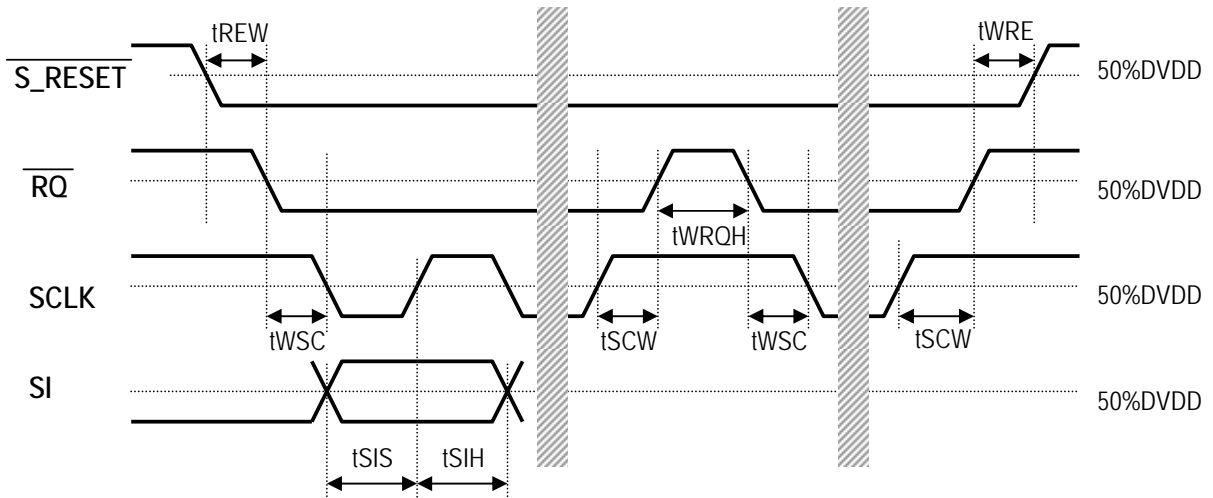 tREW
tWRE
S_RESET
50%DVDD
RQ
50%DVDD
tWRQH
SCLK
50%DVDD
tWSC
tSCW
tWSC
tSCW
SI
50%DVDD
tSIS
tSIH